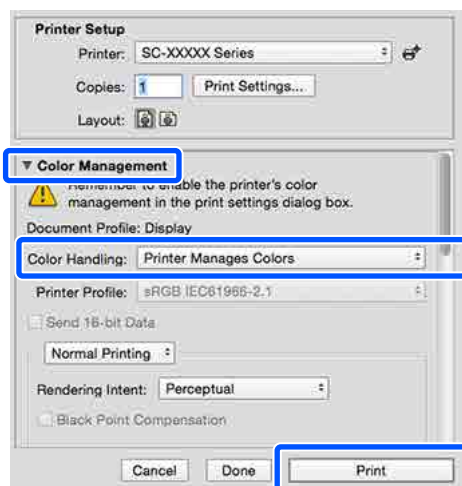 Printer Setup
Printer: SC-XXXXX Series
Copies: 1 Print Settings...
Layout:
Color Management
Remember to enable the printer's color
management in the print settings dialog box.
Document Profile: Display
Color Handling: Printer Manages Colors
Printer Profile: sRGB IEC61966-2.1
Send 16-bit Data
Normal Printing
Rendering Intent: Perceptual
Black Point Compensation
Cancel Done Print